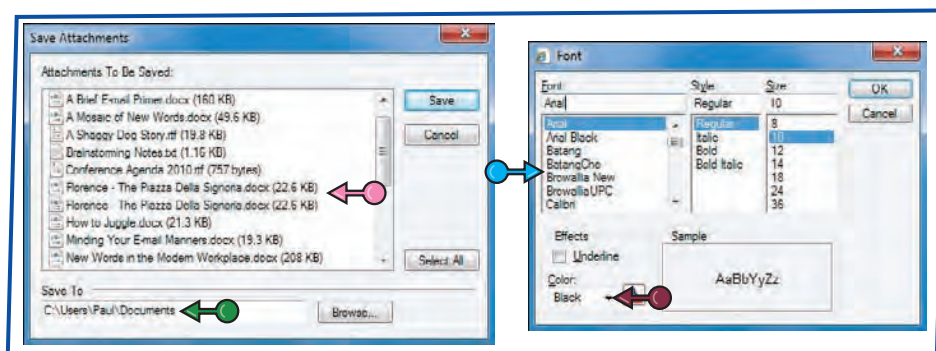 Save Attachments
Attachments To Be Saved:
A Brief E-mail Primer.docx (160 KB)
A Mosaic of New Words.docx (49.6 KB)
A Shaggy Dog Story.rtf (19.8 KB)
Brainstorming Notes.txt (1.16 KB)
Conference Agenda 2010.rtf (757 bytes)
Florence - The Piazza Della Signoria.docx (22.6 KB)
Florence - The Piazza Della Signoria.docx (22.6 KB)
How to Juggle.docx (21.3 KB)
Minding Your E-mail Manners.docx (19.3 KB)
New Words in the Modern Workplace.docx (208 KB)
Save
Cancel
Select All
Save To
C:\Users\Paul\Documents
Browse...
Font
Font:
Style:
Size:
Arial
Regular
10
OK
Cancel
Arial
Arial Black
Batang
BatangChe
Browallia New
BrowalliaUPC
Calibri
Regular
Italic
Bold
Bold Italic
8
10
12
14
18
24
36
Effects
Underline
Color:
Black
Sample
AaBbYyZz